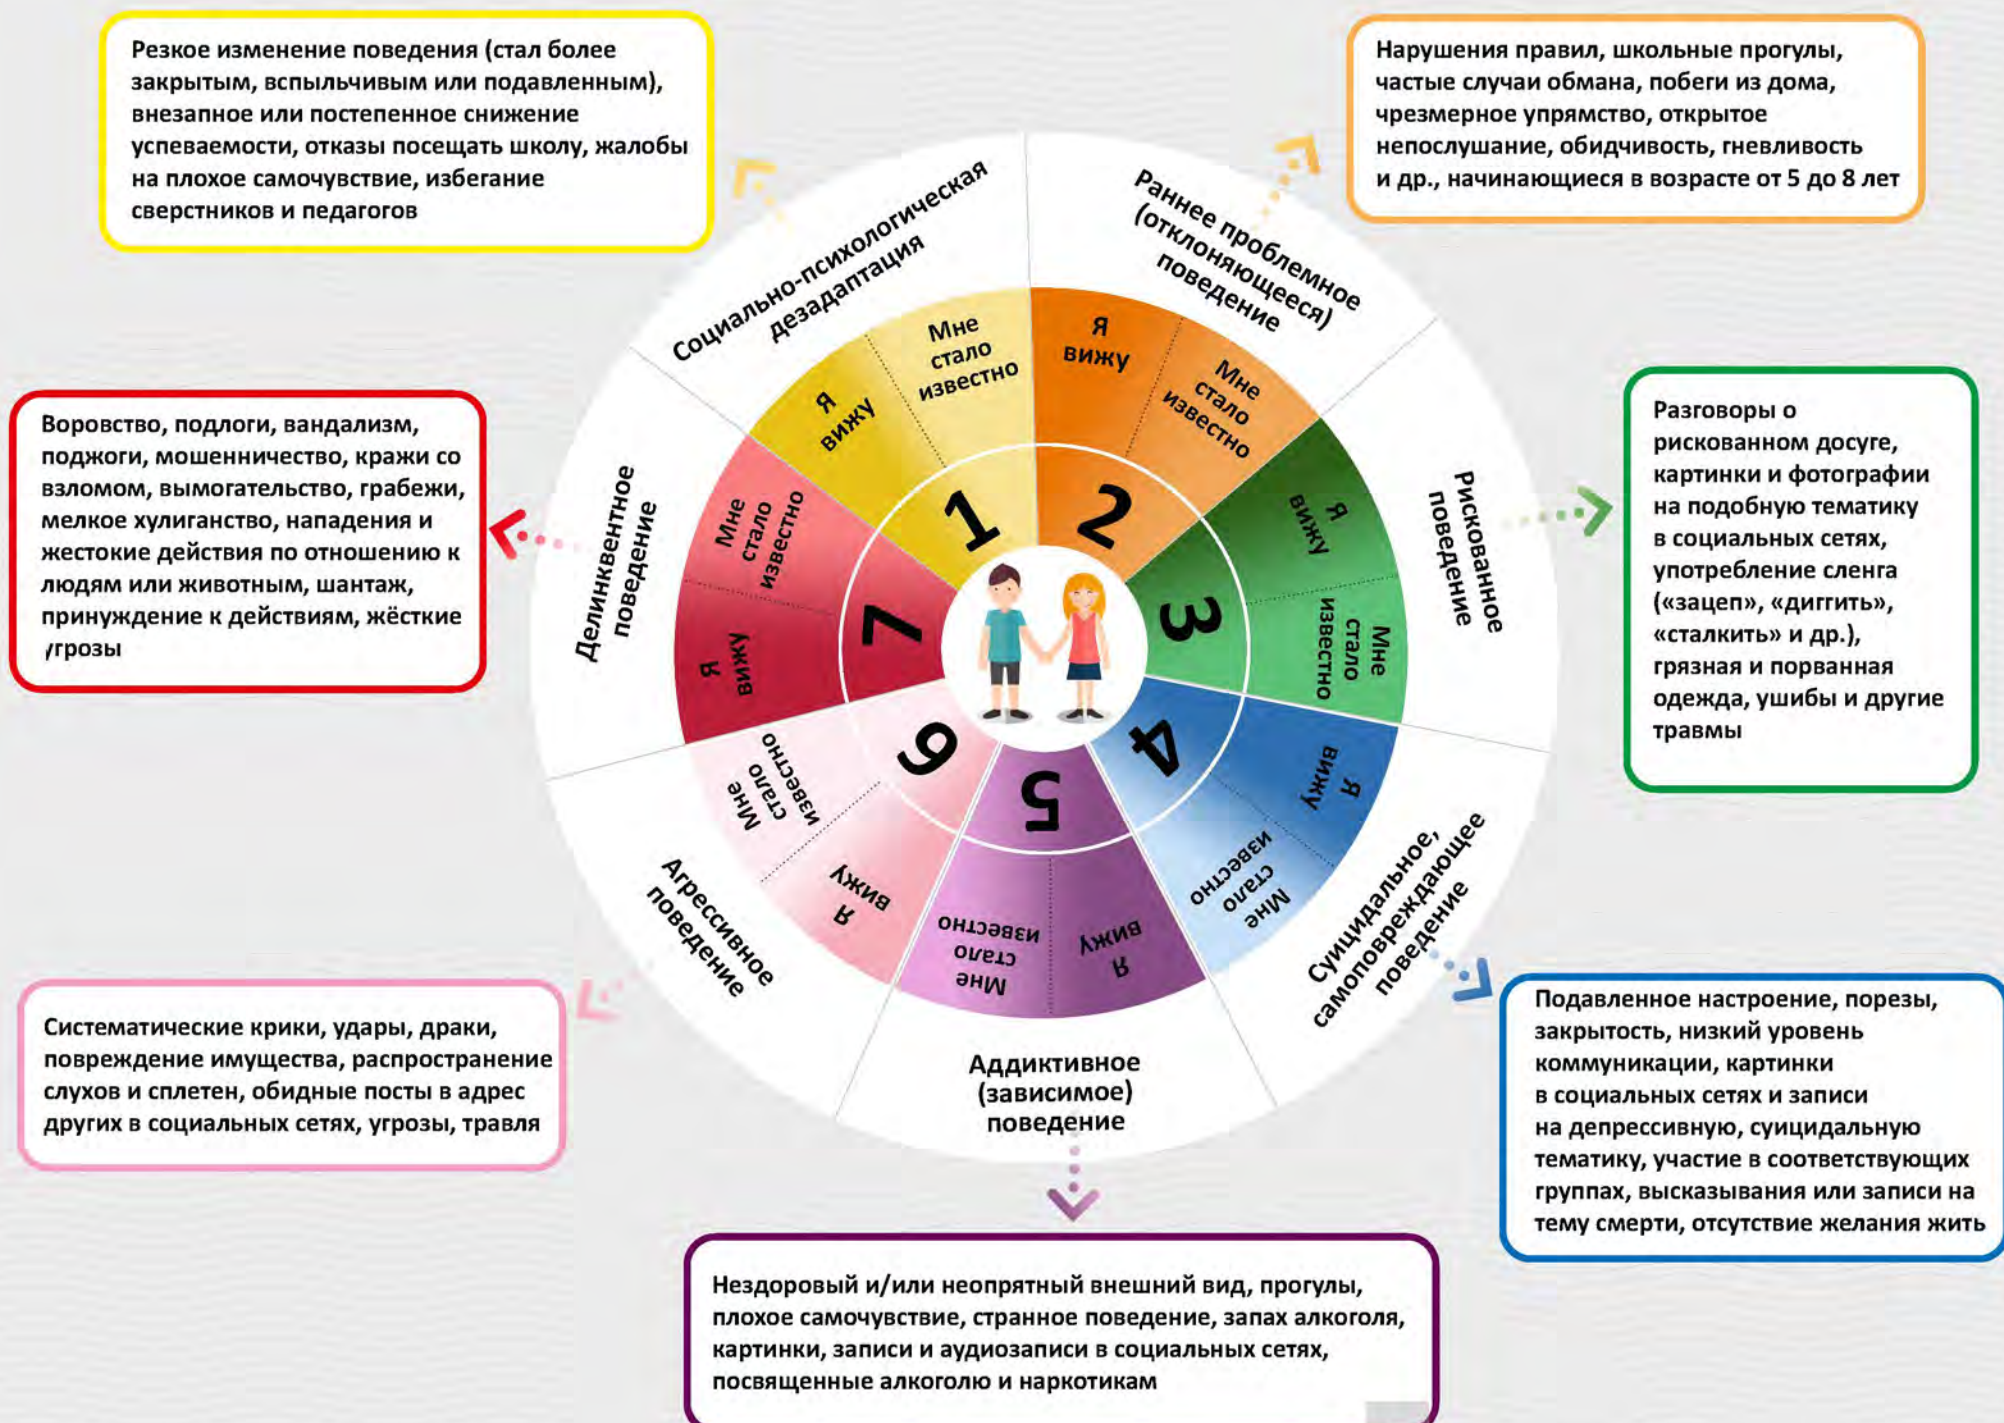 Резкое изменение поведения (стал более
закрытым, вспыльчивым или подавленным),
внезапное или постепенное снижение
успеваемости, отказы посещать школу, жалобы
на плохое самочувствие, избегание
сверстников и педагогов
Нарушения правил, школьные прогулы,
частые случаи обмана, побеги из дома,
чрезмерное упрямство, открытое
непослушание, обидчивость, гневливость
и др., начинающиеся в возрасте от 5 до 8 лет
Разговоры о
рискованном досуге,
картинки и фотографии
на подобную тематику
в социальных сетях,
употребление сленга
(«зацеп», «диггить»,
«сталкить» и др.),
грязная и порванная
одежда, ушибы и другие
травмы
Подавленное настроение, порезы,
закрытость, низкий уровень
коммуникации, картинки
в социальных сетях и записи
на депрессивную, суицидальную
тематику, участие в соответствующих
группах, высказывания или записи на
тему смерти, отсутствие желания жить
Нездоровый и/или неопрятный внешний вид, прогулы,
плохое самочувствие, странное поведение, запах алкоголя,
картинки, записи и аудиозаписи в социальных сетях,
посвященные алкоголю и наркотикам
Систематические крики, удары, драки,
повреждение имущества, распространение
слухов и сплетен, обидные посты в адрес
других в социальных сетях, угрозы, травля
Воровство, подлоги, вандализм,
поджоги, мошенничество, кражи со
взломом, вымогательство, грабежи,
мелкое хулиганство, нападения и
жестокие действия по отношению к
людям или животным, шантаж,
принуждение к действиям, жёсткие
угрозы
Социально-психологическая
дезадаптация
Я
вижу
Мне
стало
известно
1
Раннее проблемное
(отклоняющееся)
поведение
Я
вижу
Мне
стало
известно
2
Рискованное
поведение
Я
вижу
Мне
стало
известно
3
Суицидальное,
самоповреждающее
поведение
Я
вижу
Мне
стало
известно
4
Аддиктивное
(зависимое)
поведение
Я
вижу
Мне
стало
известно
5
Агрессивное
поведение
Я
вижу
Мне
стало
известно
6
Делинквентное
поведение
Я
вижу
Мне
стало
известно
7